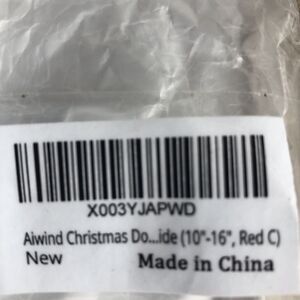 X003YJAPWD
Aiwind Christmas Do...ide (10"-16", Red C)
New Made in China